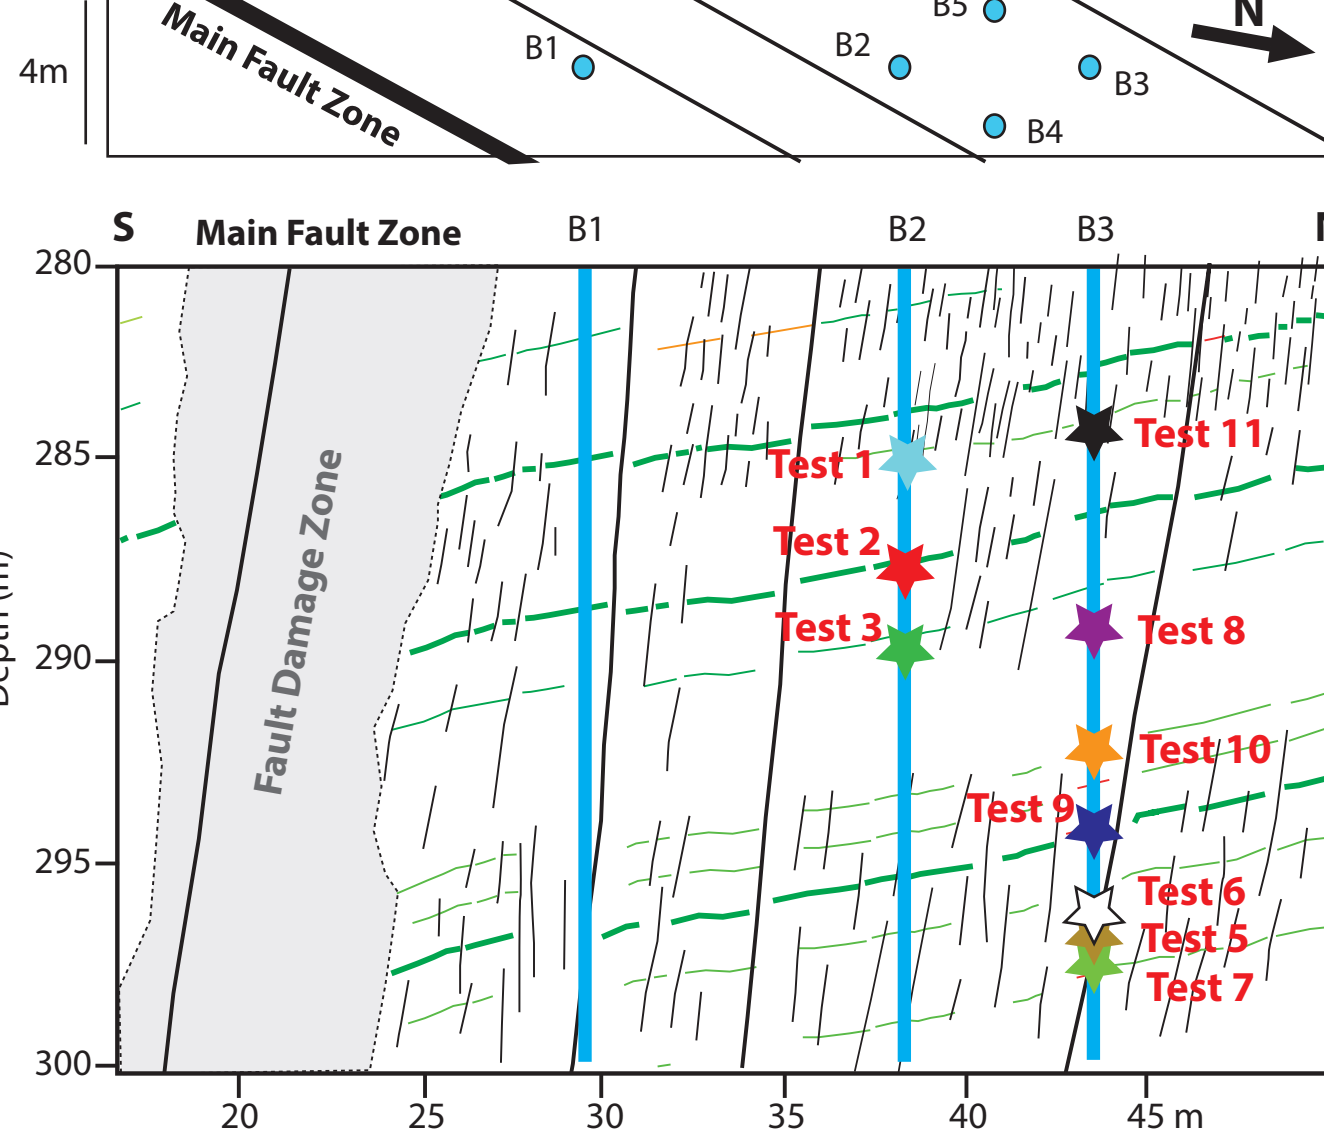 B5
N
4m
Main Fault Zone
B1
B2
B3
B4
S
Main Fault Zone
B1
B2
B3
280
285
290
295
300
Depth (m)
Fault Damage Zone
Test 11
Test 1
Test 2
Test 3
Test 8
Test 10
Test 9
Test 6
Test 5
Test 7
20
25
30
35
40
45 m